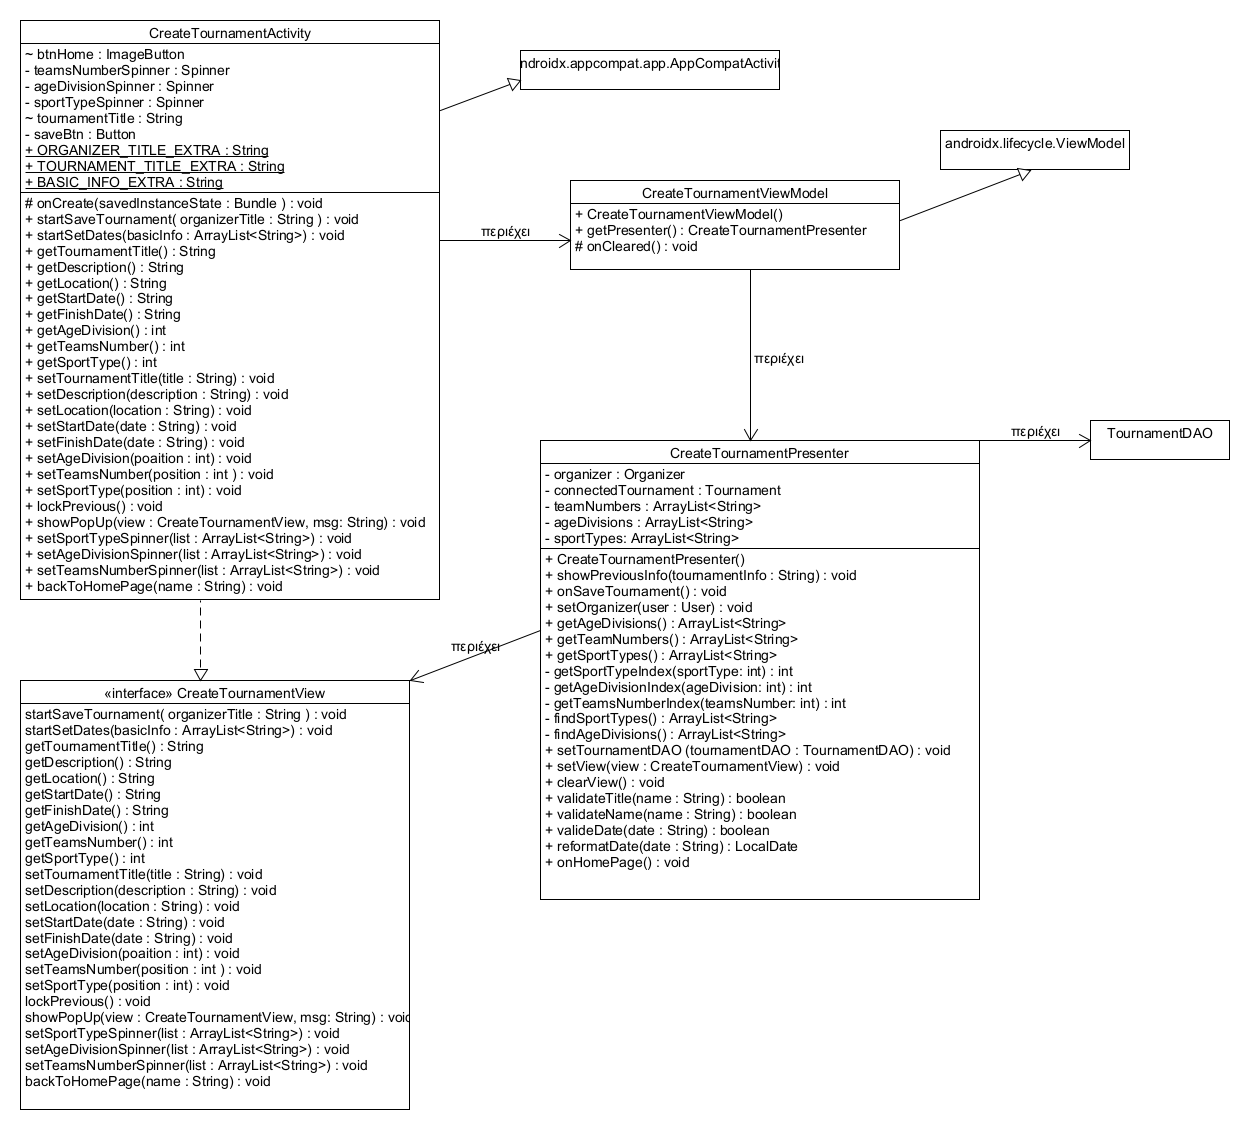 CreateTournamentActivity
~ btnHome : ImageButton
- teamsNumberSpinner : Spinner
- ageDivisionSpinner : Spinner
- sportTypeSpinner : Spinner
~ tournamentTitle : String
- saveBtn : Button
+ ORGANIZER_TITLE_EXTRA : String
+ TOURNAMENT_TITLE_EXTRA : String
+ BASIC_INFO_EXTRA : String
# onCreate(savedInstanceState : Bundle ) : void
+ startSaveTournament( organizerTitle : String ) : void
+ startSetDates(basicInfo : ArrayList<String>) : void
+ getTournamentTitle() : String
+ getDescription() : String
+ getLocation() : String
+ getStartDate() : String
+ getFinishDate() : String
+ getAgeDivision() : int
+ getTeamsNumber() : int
+ getSportType() : int
+ setTournamentTitle(title : String) : void
+ setDescription(description : String) : void
+ setLocation(location : String) : void
+ setStartDate(date : String) : void
+ setFinishDate(date : String) : void
+ setAgeDivision(poaition : int) : void
+ setTeamsNumber(position : int ) : void
+ setSportType(position : int) : void
+ lockPrevious() : void
+ showPopUp(view : CreateTournamentView, msg: String) : void
+ setSportTypeSpinner(list : ArrayList<String>) : void
+ setAgeDivisionSpinner(list : ArrayList<String>) : void
+ setTeamsNumberSpinner(list : ArrayList<String>) : void
+ backToHomePage(name : String) : void
ndroidx.appcompat.app.AppCompatActivit
androidx.lifecycle.ViewModel
περιέχει
CreateTournamentViewModel
+ CreateTournamentViewModel()
+ getPresenter() : CreateTournamentPresenter
# onCleared() : void
περιέχει
περιέχει
TournamentDAO
CreateTournamentPresenter
- organizer : Organizer
- connectedTournament : Tournament
- teamNumbers : ArrayList<String>
- ageDivisions : ArrayList<String>
- sportTypes: ArrayList<String>
+ CreateTournamentPresenter()
+ showPreviousInfo(tournamentInfo : String) : void
+ onSaveTournament() : void
+ setOrganizer(user : User) : void
+ getAgeDivisions() : ArrayList<String>
+ getTeamNumbers() : ArrayList<String>
+ getSportTypes() : ArrayList<String>
- getSportTypeIndex(sportType: int) : int
- getAgeDivisionIndex(ageDivision: int) : int
- getTeamsNumberIndex(teamsNumber: int) : int
- findSportTypes() : ArrayList<String>
- findAgeDivisions() : ArrayList<String>
+ setTournamentDAO (tournamentDAO : TournamentDAO) : void
+ setView(view : CreateTournamentView) : void
+ clearView() : void
+ validateTitle(name : String) : boolean
+ validateName(name : String) : boolean
+ valideDate(date : String) : boolean
+ reformatDate(date : String) : LocalDate
+ onHomePage() : void
περιέχει
«interface» CreateTournamentView
startSaveTournament( organizerTitle : String ) : void
startSetDates(basicInfo : ArrayList<String>) : void
getTournamentTitle() : String
getDescription() : String
getLocation() : String
getStartDate() : String
getFinishDate() : String
getAgeDivision() : int
getTeamsNumber() : int
getSportType() : int
setTournamentTitle(title : String) : void
setDescription(description : String) : void
setLocation(location : String) : void
setStartDate(date : String) : void
setFinishDate(date : String) : void
setAgeDivision(poaition : int) : void
setTeamsNumber(position : int ) : void
setSportType(position : int) : void
lockPrevious() : void
showPopUp(view : CreateTournamentView, msg: String) : void
setSportTypeSpinner(list : ArrayList<String>) : void
setAgeDivisionSpinner(list : ArrayList<String>) : void
setTeamsNumberSpinner(list : ArrayList<String>) : void
backToHomePage(name : String) : void